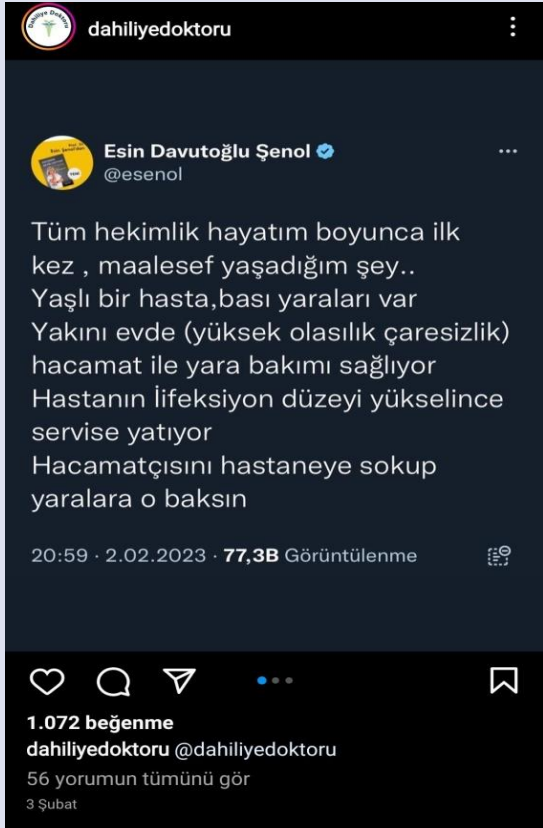 Dahiliye Doktoru
dahiliyedoktoru
Esin Davutoğlu Şenol
@esenol
Tüm hekimlik hayatım boyunca ilk
kez , maalesef yaşadığım şey..
Yaşlı bir hasta,bası yaraları var
Yakını evde (yüksek olasılık çaresizlik)
hacamat ile yara bakımı sağlıyor
Hastanın İifeksiyon düzeyi yükselince
servise yatıyor
Hacamatçısını hastaneye sokup
yaralara o baksın
20:59 · 2.02.2023 · 77,3B Görüntülenme
1.072 beğenme
dahiliyedoktoru @dahiliyedoktoru
56 yorumun tümünü gör
3 Şubat